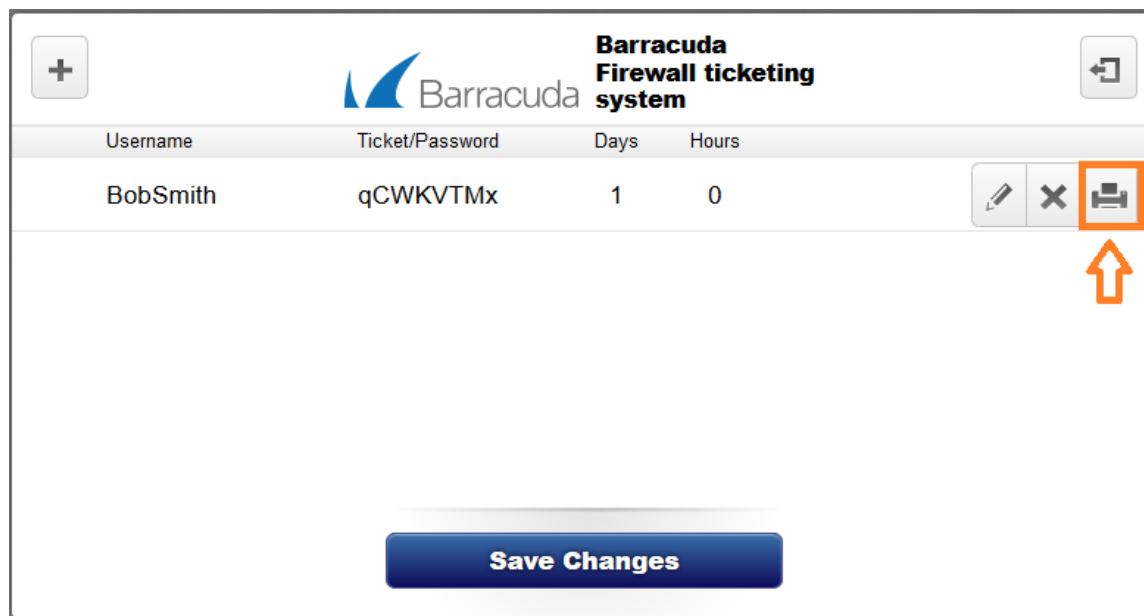 Barracuda
Barracuda
Firewall ticketing
system
Username Ticket/Password Days Hours
BobSmith qCWKVTMx 1 0
Save Changes